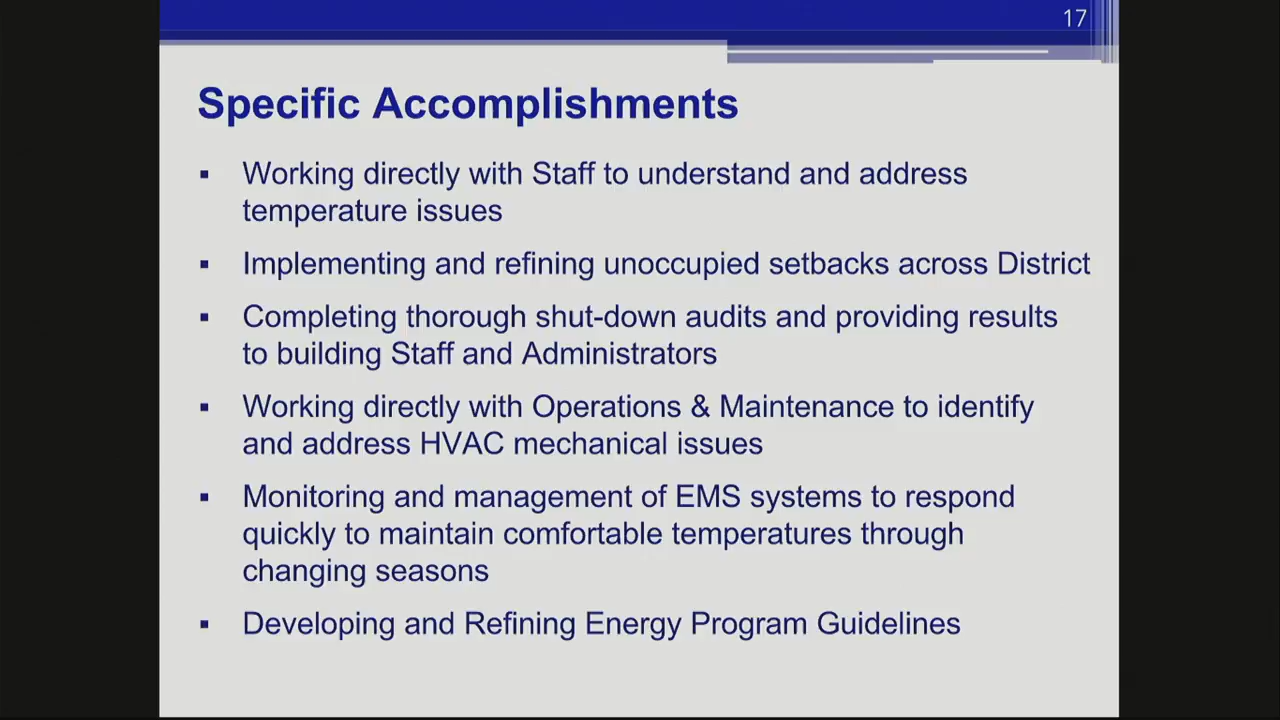 17
Specific Accomplishments
▪ Working directly with Staff to understand and address
temperature issues
▪ Implementing and refining unoccupied setbacks across District
▪ Completing thorough shut-down audits and providing results
to building Staff and Administrators
▪ Working directly with Operations & Maintenance to identify
and address HVAC mechanical issues
▪ Monitoring and management of EMS systems to respond
quickly to maintain comfortable temperatures through
changing seasons
▪ Developing and Refining Energy Program Guidelines